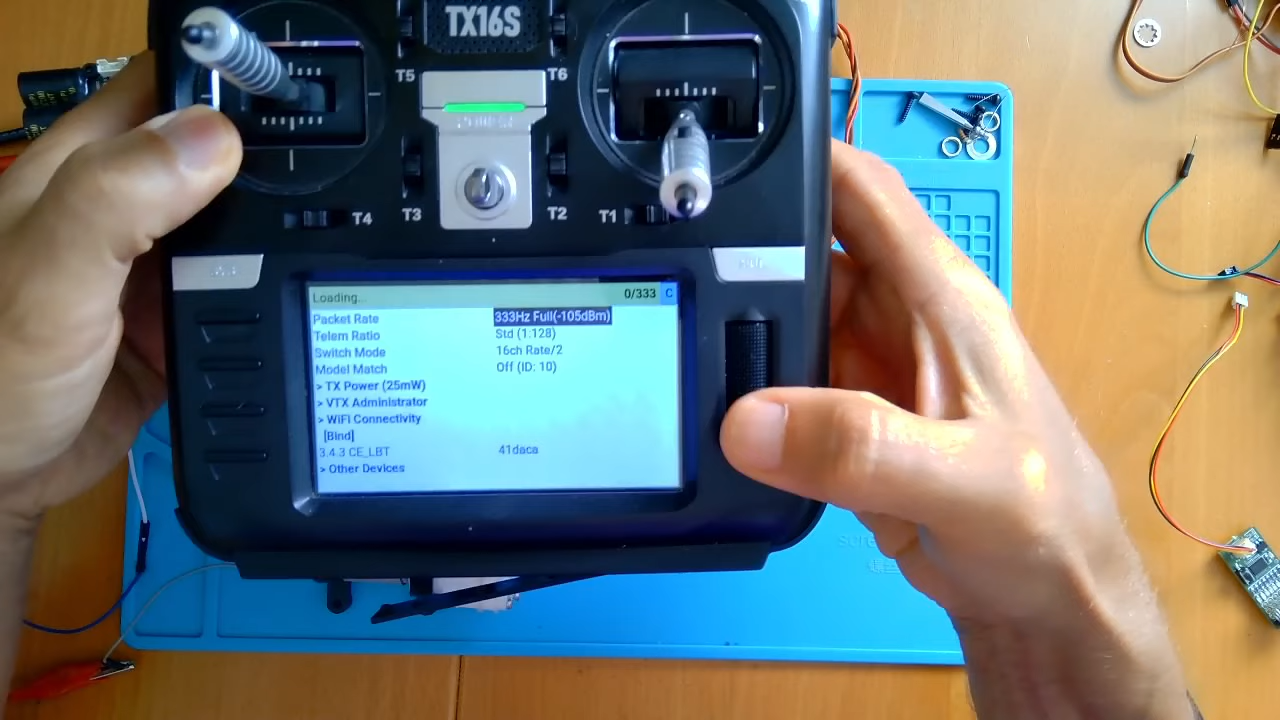 TX16S
T5
T6
T4
T3
T2
T1
Loading...
0/333 C
Packet Rate 333Hz Full(-105dBm)
Telem Ratio Std (1:128)
Switch Mode 16ch Rate/2
Model Match Off (ID: 10)
> TX Power (25mW)
> VTX Administrator
> WiFi Connectivity
[Bind]
3.4.3 CE_LBT 41daca
> Other Devices